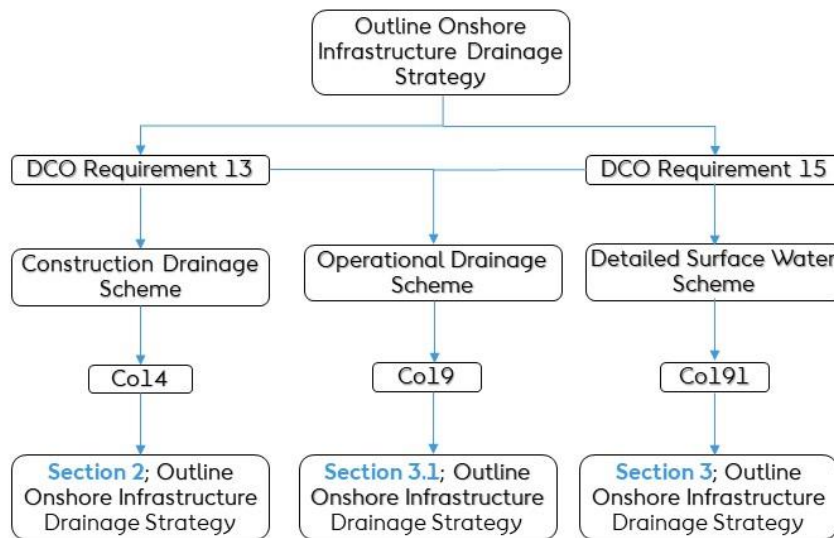 Outline Onshore
Infrastructure Drainage
Strategy
DCO Requirement 13
DCO Requirement 15
Construction Drainage
Scheme
Operational Drainage
Scheme
Detailed Surface Water
Scheme
Co14
Co19
Co191
Section 2; Outline
Onshore Infrastructure
Drainage Strategy
Section 3.1; Outline
Onshore Infrastructure
Drainage Strategy
Section 3; Outline
Onshore Infrastructure
Drainage Strategy